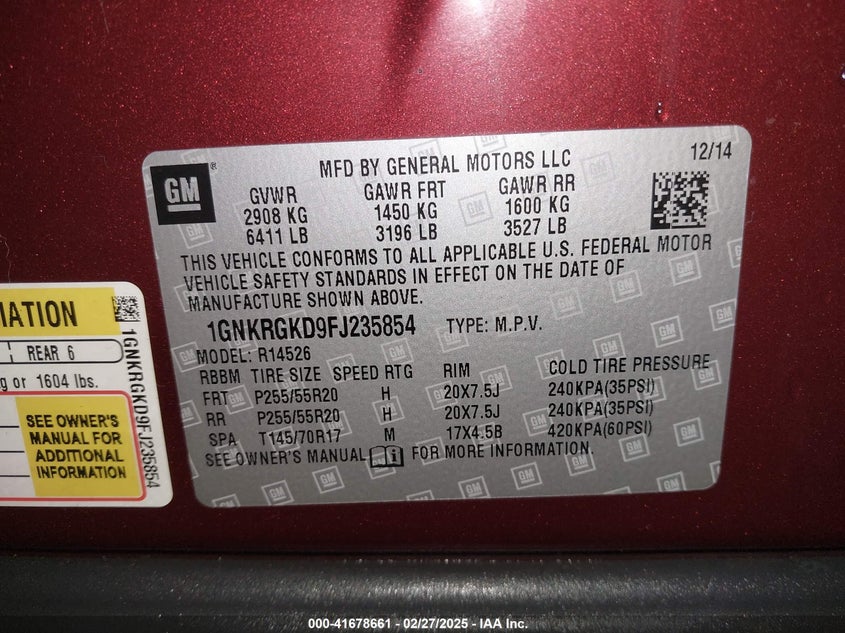 GM
®
MFD BY GENERAL MOTORS LLC
12/14
GVWR GAWR FRT GAWR RR
2908 KG 1450 KG 1600 KG
6411 LB 3196 LB 3527 LB
THIS VEHICLE CONFORMS TO ALL APPLICABLE U.S. FEDERAL MOTOR
VEHICLE SAFETY STANDARDS IN EFFECT ON THE DATE OF
MANUFACTURE SHOWN ABOVE.
1GNKRGKD9FJ235854 TYPE: M.P.V.
MODEL: R14526
RBBM TIRE SIZE SPEED RTG RIM COLD TIRE PRESSURE
FRT P255/55R20 H 20X7.5J 240KPA(35PSI)
RR P255/55R20 H 20X7.5J 240KPA(35PSI)
SPA T145/70R17 M 17X4.5B 420KPA(60PSI)
SEE OWNER'S MANUAL FOR MORE INFORMATION.
MATION
REAR 6
or 1604 lbs.
SEE OWNER'S
MANUAL FOR
ADDITIONAL
INFORMATION
1GNKRGKD9FJ235854
000-41678661 - 02/27/2025 - IAA Inc.